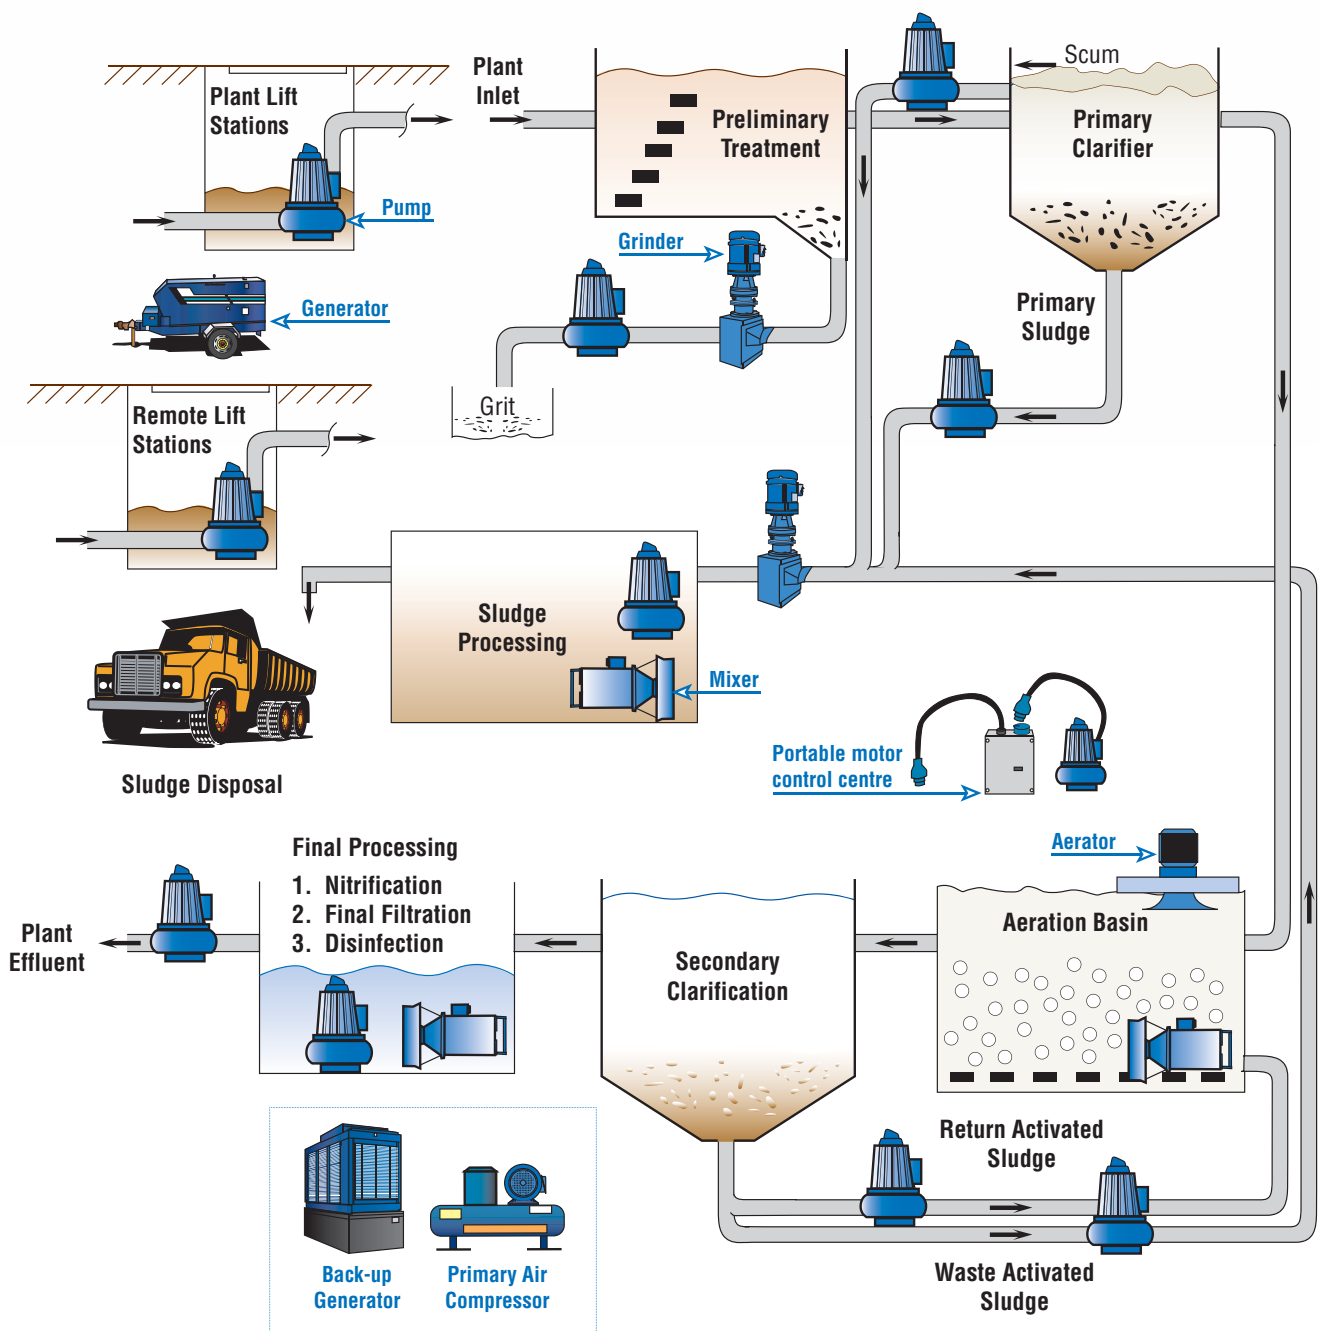 Plant Lift
Stations
Pump
Plant
Inlet
Preliminary
Treatment
Scum
Primary
Clarifier
Grinder
Generator
Primary
Sludge
Grit
Remote Lift
Stations
Sludge
Processing
Mixer
Portable motor
control centre
Sludge Disposal
Final Processing
1. Nitrification
2. Final Filtration
3. Disinfection
Aerator
Aeration Basin
Plant
Effluent
Secondary
Clarification
Return Activated
Sludge
Waste Activated
Sludge
Back-up
Generator
Primary Air
Compressor